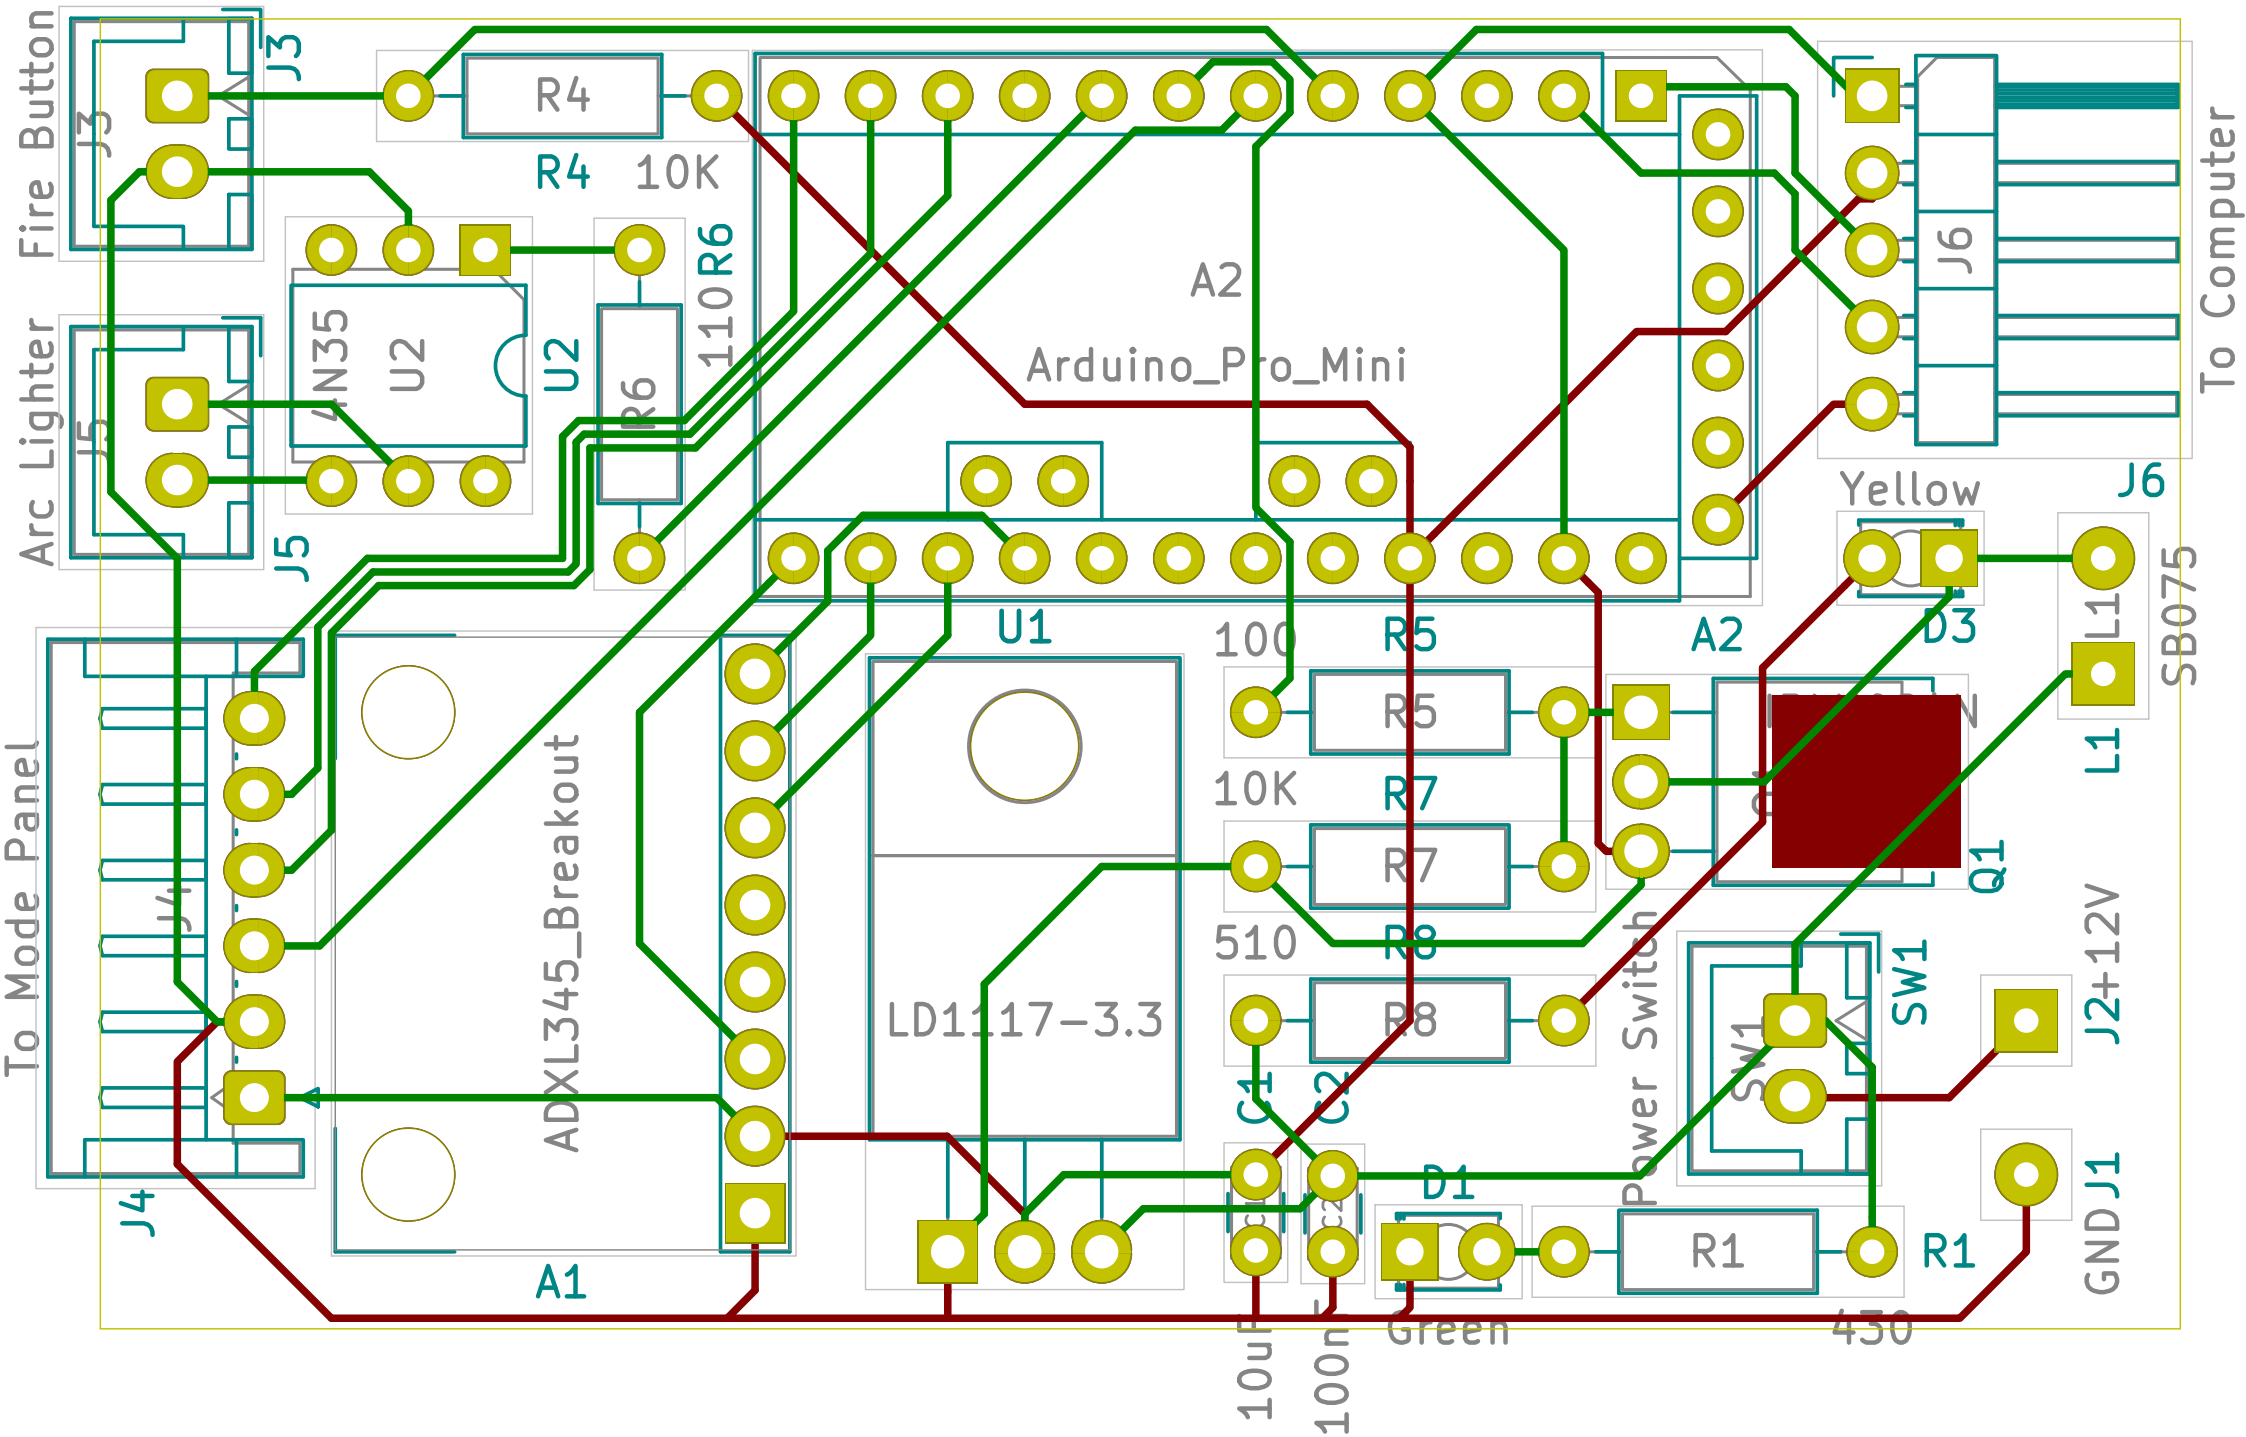 Fire Button
J3
J3
R4
R4
10K
4N35
U2
U2
110
R6
R6
A2
Arduino_Pro_Mini
J6
To Computer
J6
Arc Lighter
J5
J5
Yellow
D3
L1
SB075
L1
U1
100
R5
R5
A2
Q1
10K
R7
R7
510
R8
R8
To Mode Panel
J4
J4
ADXL345_Breakout
A1
LD1117-3.3
C1
C1
C2
C2
10uF
100nF
D1
Green
Power Switch
SW1
SW1
J2
+12V
J1
GND
R1
R1
430